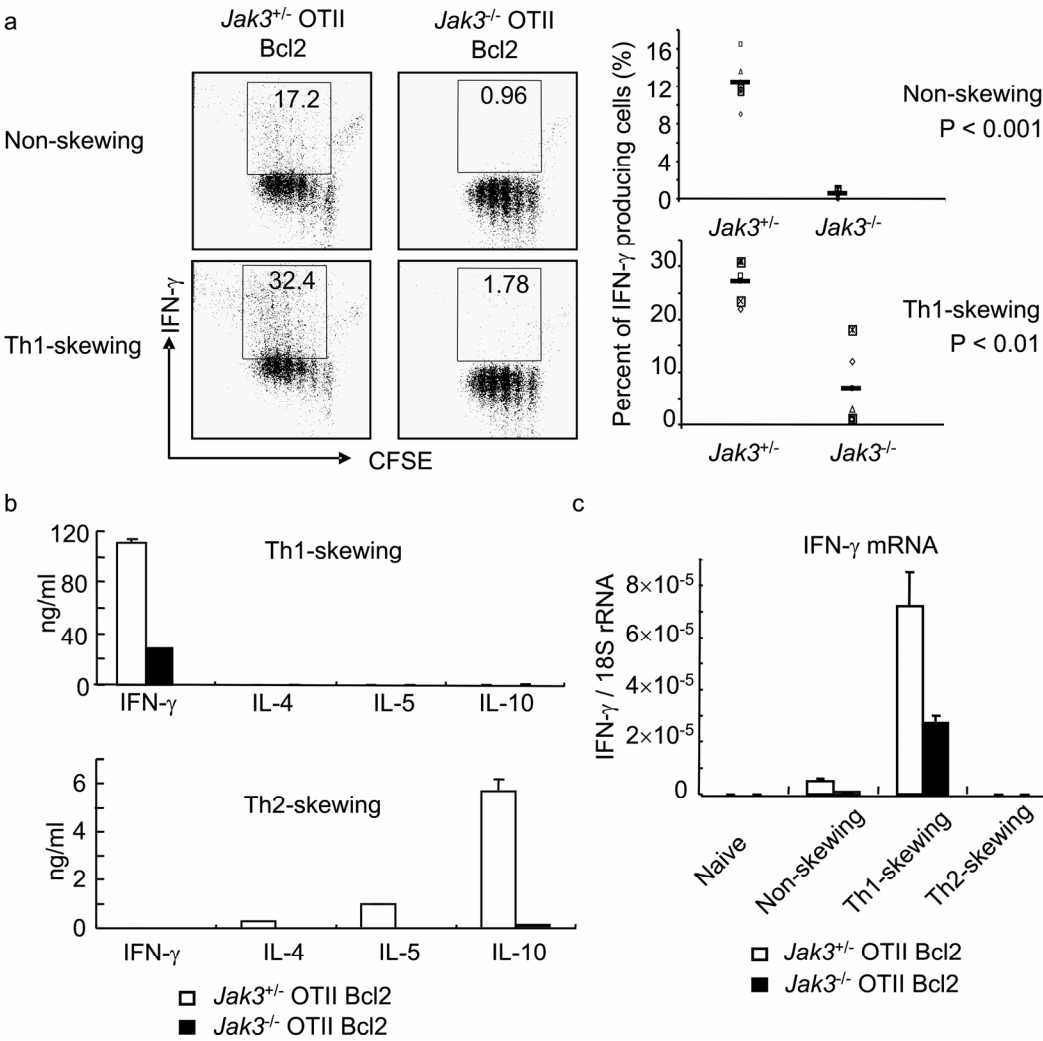 a
Jak3+/- OTII
Bcl2
Jak3-/- OTII
Bcl2
Non-skewing
17.2
0.96
Th1-skewing
32.4
1.78
IFN-γ
CFSE
Percent of IFN-γ producing cells (%)
16
12
8
4
0
Jak3+/-
Jak3-/-
Non-skewing
P < 0.001
30
20
10
0
Jak3+/-
Jak3-/-
Th1-skewing
P < 0.01
b
120
80
40
0
ng/ml
Th1-skewing
IFN-γ
IL-4
IL-5
IL-10
6
4
2
0
ng/ml
Th2-skewing
IFN-γ
IL-4
IL-5
IL-10
Jak3+/- OTII Bcl2
Jak3-/- OTII Bcl2
c
IFN-γ mRNA
IFN-γ / 18S rRNA
8×10-5
6×10-5
4×10-5
2×10-5
0
Naive
Non-skewing
Th1-skewing
Th2-skewing
Jak3+/- OTII Bcl2
Jak3-/- OTII Bcl2